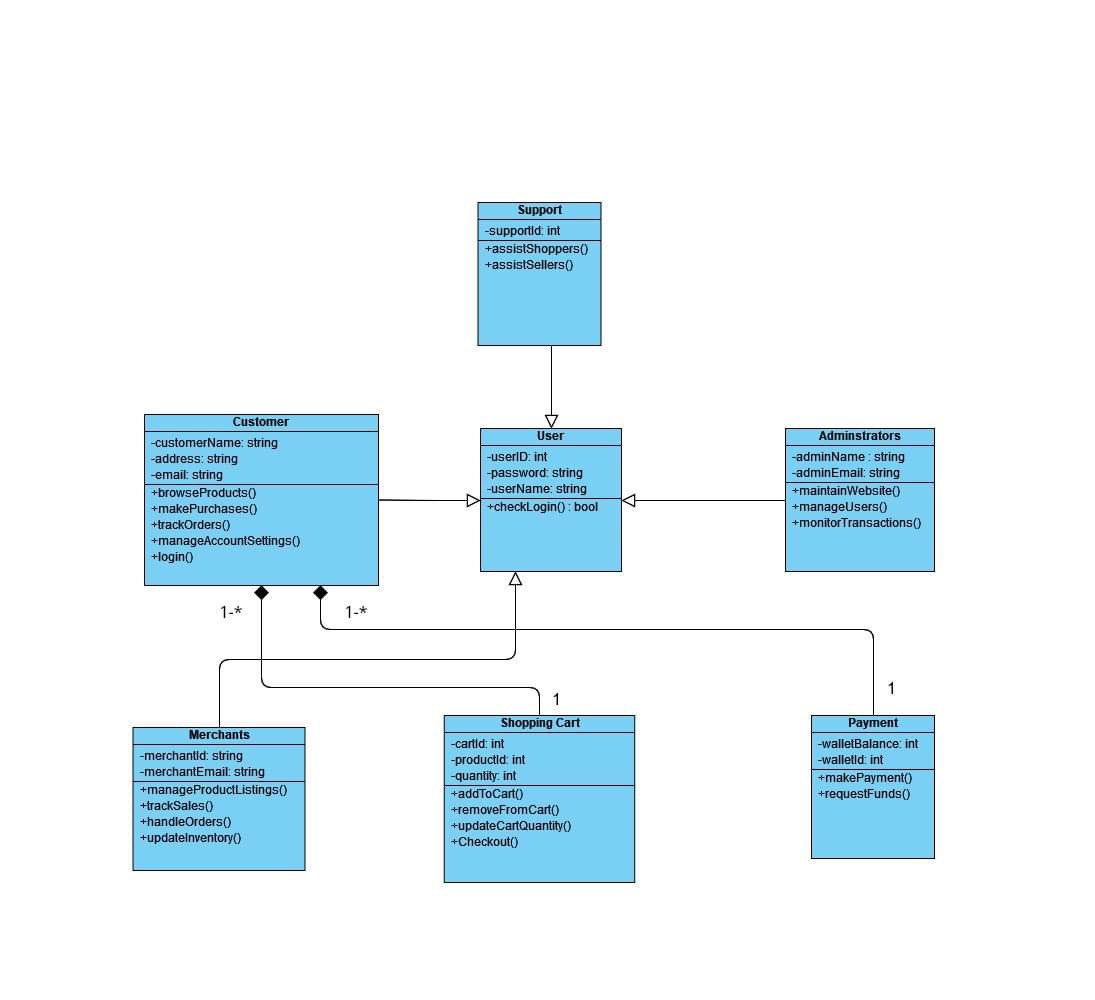 Support
-supportId: int
+assistShoppers()
+assistSellers()
Customer
-customerName: string
-address: string
-email: string
+browseProducts()
+makePurchases()
+trackOrders()
+manageAccountSettings()
+login()
User
-userID: int
-password: string
-userName: string
+checkLogin() : bool
Adminstrators
-adminName : string
-adminEmail: string
+maintainWebsite()
+manageUsers()
+monitorTransactions()
1-*
1-*
1
1
Merchants
-merchantId: string
-merchantEmail: string
+manageProductListings()
+trackSales()
+handleOrders()
+updateInventory()
Shopping Cart
-cartId: int
-productId: int
-quantity: int
+addToCart()
+removeFromCart()
+updateCartQuantity()
+Checkout()
Payment
-walletBalance: int
-walletId: int
+makePayment()
+requestFunds()